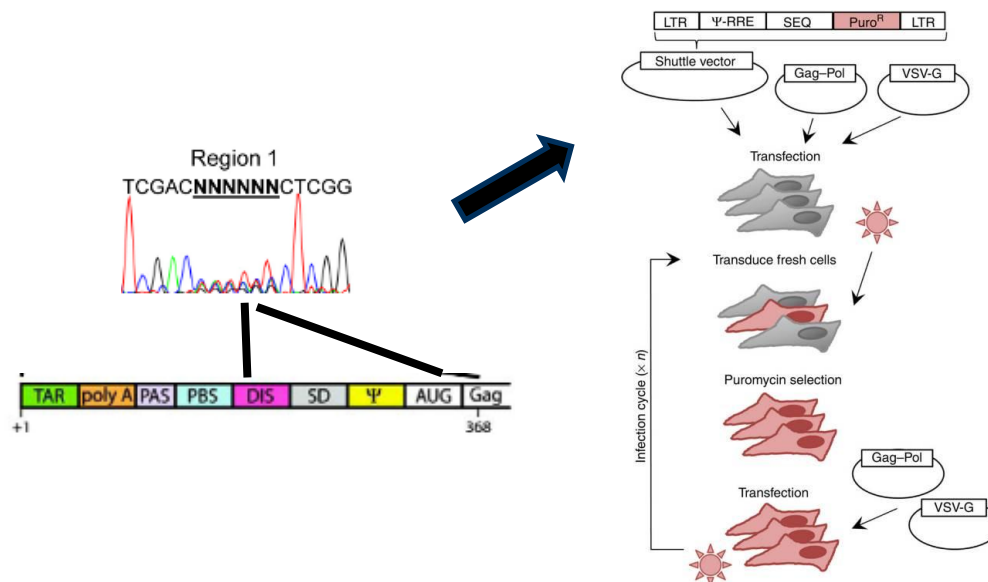 Region 1
TCGACNNNNNNCTCGG
TAR poly A PAS PBS DIS SD Ψ AUG Gag
+1 368
LTR Ψ-RRE SEQ Puroᴿ LTR
Shuttle vector
Gag–Pol
VSV-G
Transfection
Transduce fresh cells
Infection cycle (× n)
Puromycin selection
Gag–Pol
VSV-G
Transfection